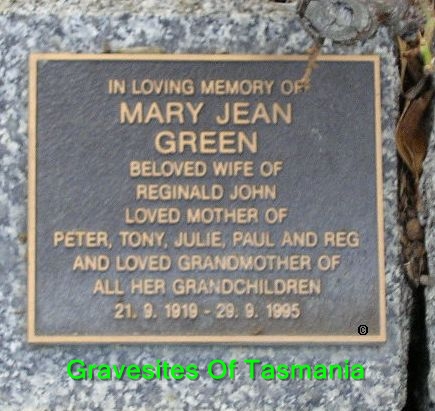 IN LOVING MEMORY OF
MARY JEAN
GREEN
BELOVED WIFE OF
REGINALD JOHN
LOVED MOTHER OF
PETER, TONY, JULIE, PAUL AND REG
AND LOVED GRANDMOTHER OF
ALL HER GRANDCHILDREN
21. 9. 1919 - 29. 9. 1995
©
Gravesites Of Tasmania